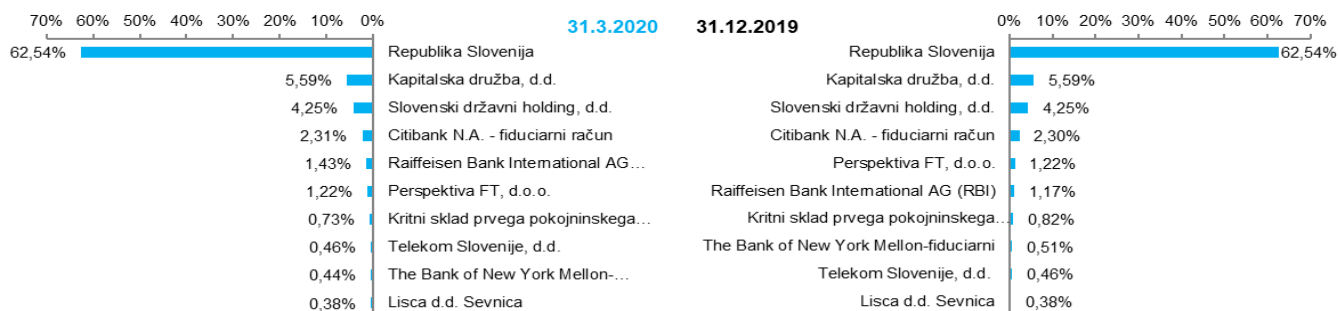 70% 60% 50% 40% 30% 20% 10% 0%
31.3.2020
62,54% Republika Slovenija
5,59% Kapitalska družba, d.d.
4,25% Slovenski državni holding, d.d.
2,31% Citibank N.A. - fiduciarni račun
1,43% Raiffeisen Bank International AG...
1,22% Perspektiva FT, d.o.o.
0,73% Kritni sklad prvega pokojninskega...
0,46% Telekom Slovenije, d.d.
0,44% The Bank of New York Mellon-...
0,38% Lisca d.d. Sevnica
31.12.2019
0% 10% 20% 30% 40% 50% 60% 70%
Republika Slovenija 62,54%
Kapitalska družba, d.d. 5,59%
Slovenski državni holding, d.d. 4,25%
Citibank N.A. - fiduciarni račun 2,30%
Perspektiva FT, d.o.o. 1,22%
Raiffeisen Bank International AG (RBI) 1,17%
Kritni sklad prvega pokojninskega... 0,82%
The Bank of New York Mellon-fiduciarni 0,51%
Telekom Slovenije, d.d. 0,46%
Lisca d.d. Sevnica 0,38%